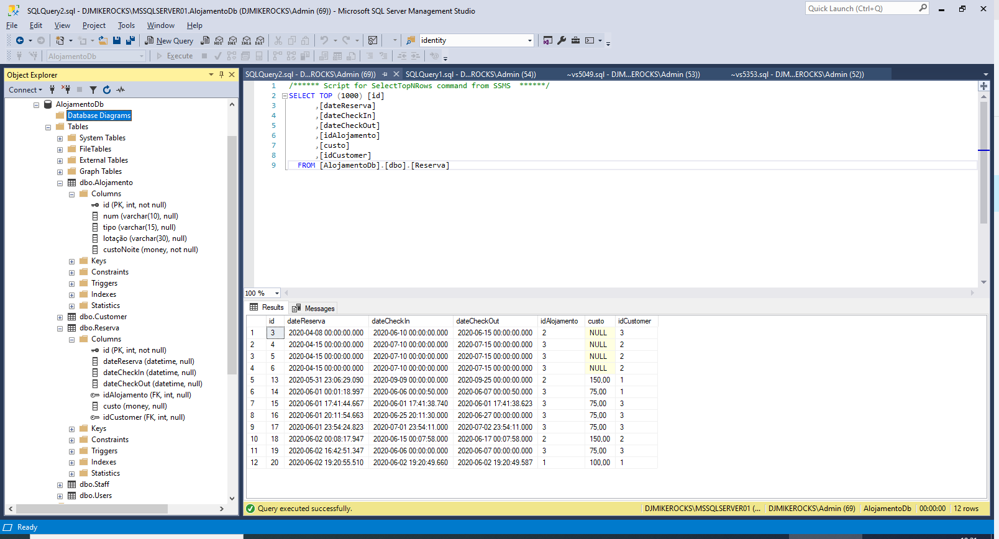 SQLQuery2.sql - DJMIKEROCKS\MSSQLSERVER01.AlojamentoDb (DJMIKEROCKS\Admin (69)) - Microsoft SQL Server Management Studio
Quick Launch (Ctrl+Q)
File Edit View Project Tools Window Help
New Query MDX DMX XMLA DAX identity
AlojamentoDb Execute
Object Explorer
Connect
AlojamentoDb
Database Diagrams
Tables
System Tables
FileTables
External Tables
Graph Tables
dbo.Alojamento
Columns
id (PK, int, not null)
num (varchar(10), null)
tipo (varchar(15), null)
lotação (varchar(30), null)
custoNoite (money, not null)
Keys
Constraints
Triggers
Indexes
Statistics
dbo.Customer
dbo.Reserva
Columns
id (PK, int, not null)
dateReserva (datetime, null)
dateCheckIn (datetime, null)
dateCheckOut (datetime, null)
idAlojamento (FK, int, null)
custo (money, null)
idCustomer (FK, int, null)
Keys
Constraints
Triggers
Indexes
Statistics
dbo.Staff
dbo.Users
SQLQuery2.sql - D...ROCKS\Admin (69)) SQLQuery1.sql - D...ROCKS\Admin (54)) ~vs5049.sql - DJM...EROCKS\Admin (53)) ~vs5353.sql - DJM...EROCKS\Admin (52))
1 /****** Script for SelectTopNRows command from SSMS ******/
2 SELECT TOP (1000) [id]
3 ,[dateReserva]
4 ,[dateCheckIn]
5 ,[dateCheckOut]
6 ,[idAlojamento]
7 ,[custo]
8 ,[idCustomer]
9 FROM [AlojamentoDb].[dbo].[Reserva]
100 %
Results Messages
id dateReserva dateCheckIn dateCheckOut idAlojamento custo idCustomer
1 3 2020-04-08 00:00:00.000 2020-06-10 00:00:00.000 2020-06-15 00:00:00.000 2 NULL 3
2 4 2020-04-15 00:00:00.000 2020-07-10 00:00:00.000 2020-07-15 00:00:00.000 3 NULL 2
3 5 2020-04-15 00:00:00.000 2020-07-10 00:00:00.000 2020-07-15 00:00:00.000 3 NULL 2
4 6 2020-04-15 00:00:00.000 2020-07-10 00:00:00.000 2020-07-15 00:00:00.000 3 NULL 2
5 13 2020-05-31 23:06:29.090 2020-09-09 00:00:00.000 2020-09-25 00:00:00.000 2 150,00 1
6 14 2020-06-01 00:01:18.997 2020-06-06 00:00:50.000 2020-06-07 00:00:50.000 3 75,00 1
7 15 2020-06-01 17:41:44.667 2020-06-01 17:41:38.740 2020-06-01 17:41:38.623 3 75,00 3
8 16 2020-06-01 20:11:54.663 2020-06-25 20:11:30.000 2020-06-27 00:00:00.000 3 75,00 3
9 17 2020-06-01 23:54:24.823 2020-07-01 23:54:11.000 2020-07-02 23:54:11.000 3 75,00 3
10 18 2020-06-02 00:08:17.947 2020-06-15 00:07:58.000 2020-06-17 00:07:58.000 2 150,00 2
11 19 2020-06-02 16:42:51.347 2020-06-06 00:00:00.000 2020-06-07 00:00:00.000 3 75,00 3
12 20 2020-06-02 19:20:55.510 2020-06-02 19:20:49.660 2020-06-02 19:20:49.587 1 100,00 1
Query executed successfully. DJMIKEROCKS\MSSQLSERVER01 (... DJMIKEROCKS\Admin (69) AlojamentoDb 00:00:00 12 rows
Ready